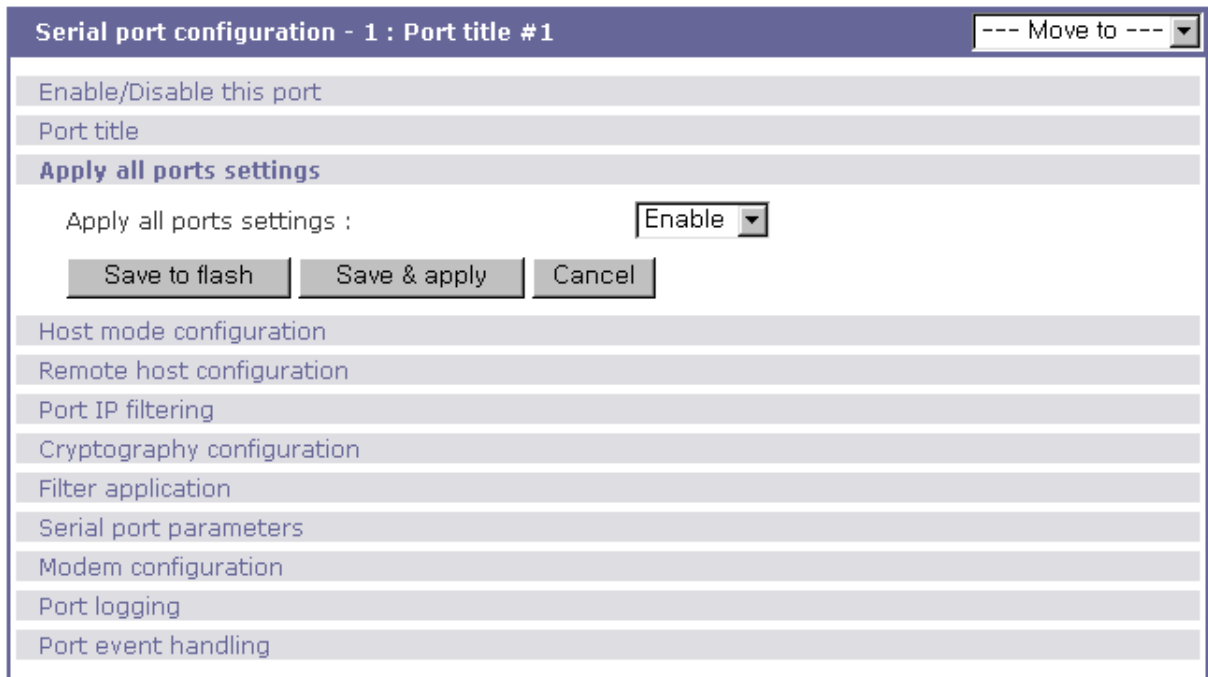 Serial port configuration - 1 : Port title #1 --- Move to ---
Enable/Disable this port
Port title
Apply all ports settings
Apply all ports settings : Enable
Save to flash Save & apply Cancel
Host mode configuration
Remote host configuration
Port IP filtering
Cryptography configuration
Filter application
Serial port parameters
Modem configuration
Port logging
Port event handling